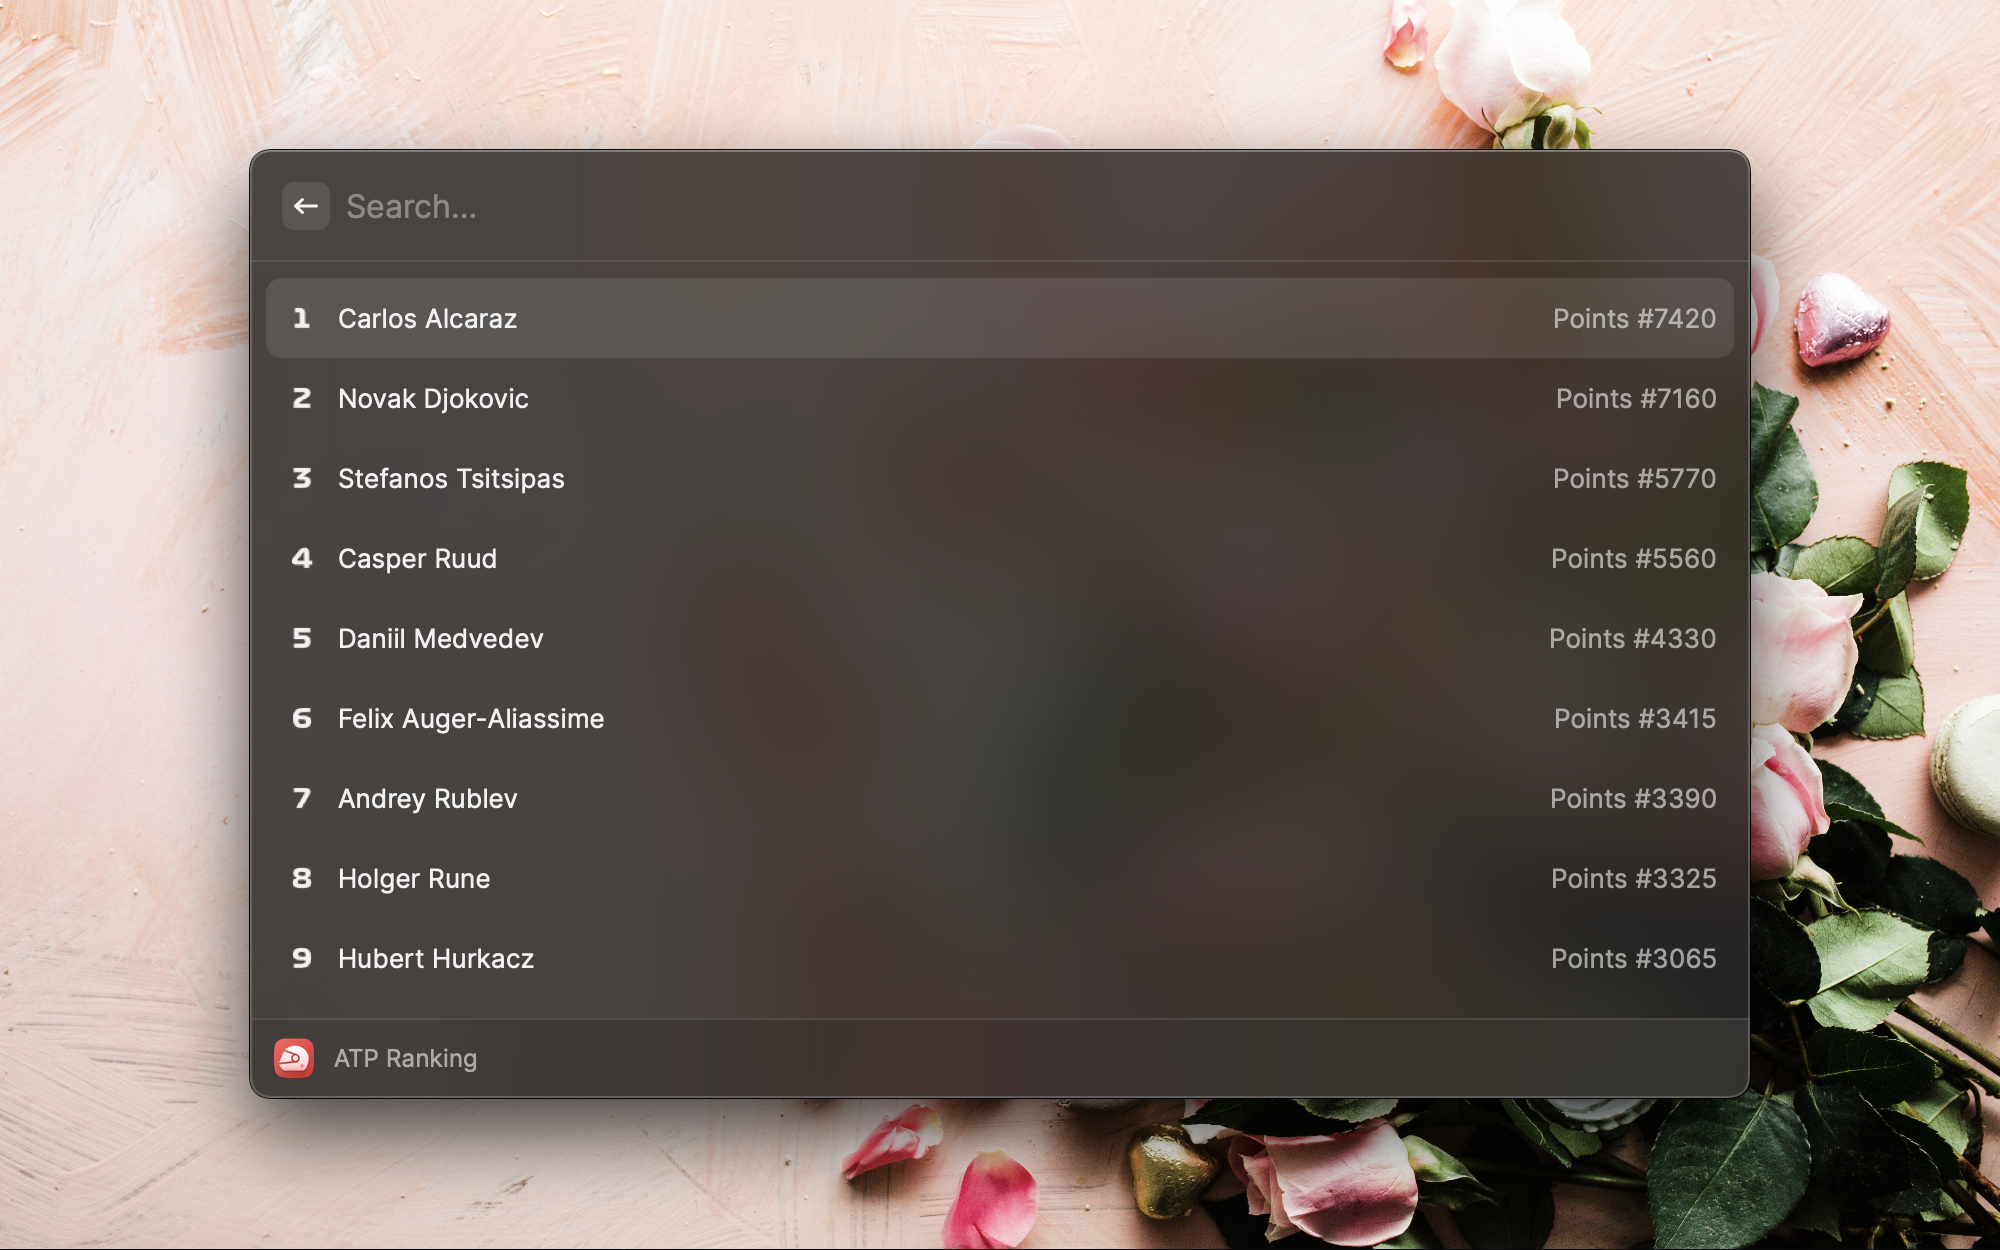 Search...
1 Carlos Alcaraz Points #7420
2 Novak Djokovic Points #7160
3 Stefanos Tsitsipas Points #5770
4 Casper Ruud Points #5560
5 Daniil Medvedev Points #4330
6 Felix Auger-Aliassime Points #3415
7 Andrey Rublev Points #3390
8 Holger Rune Points #3325
9 Hubert Hurkacz Points #3065
ATP Ranking